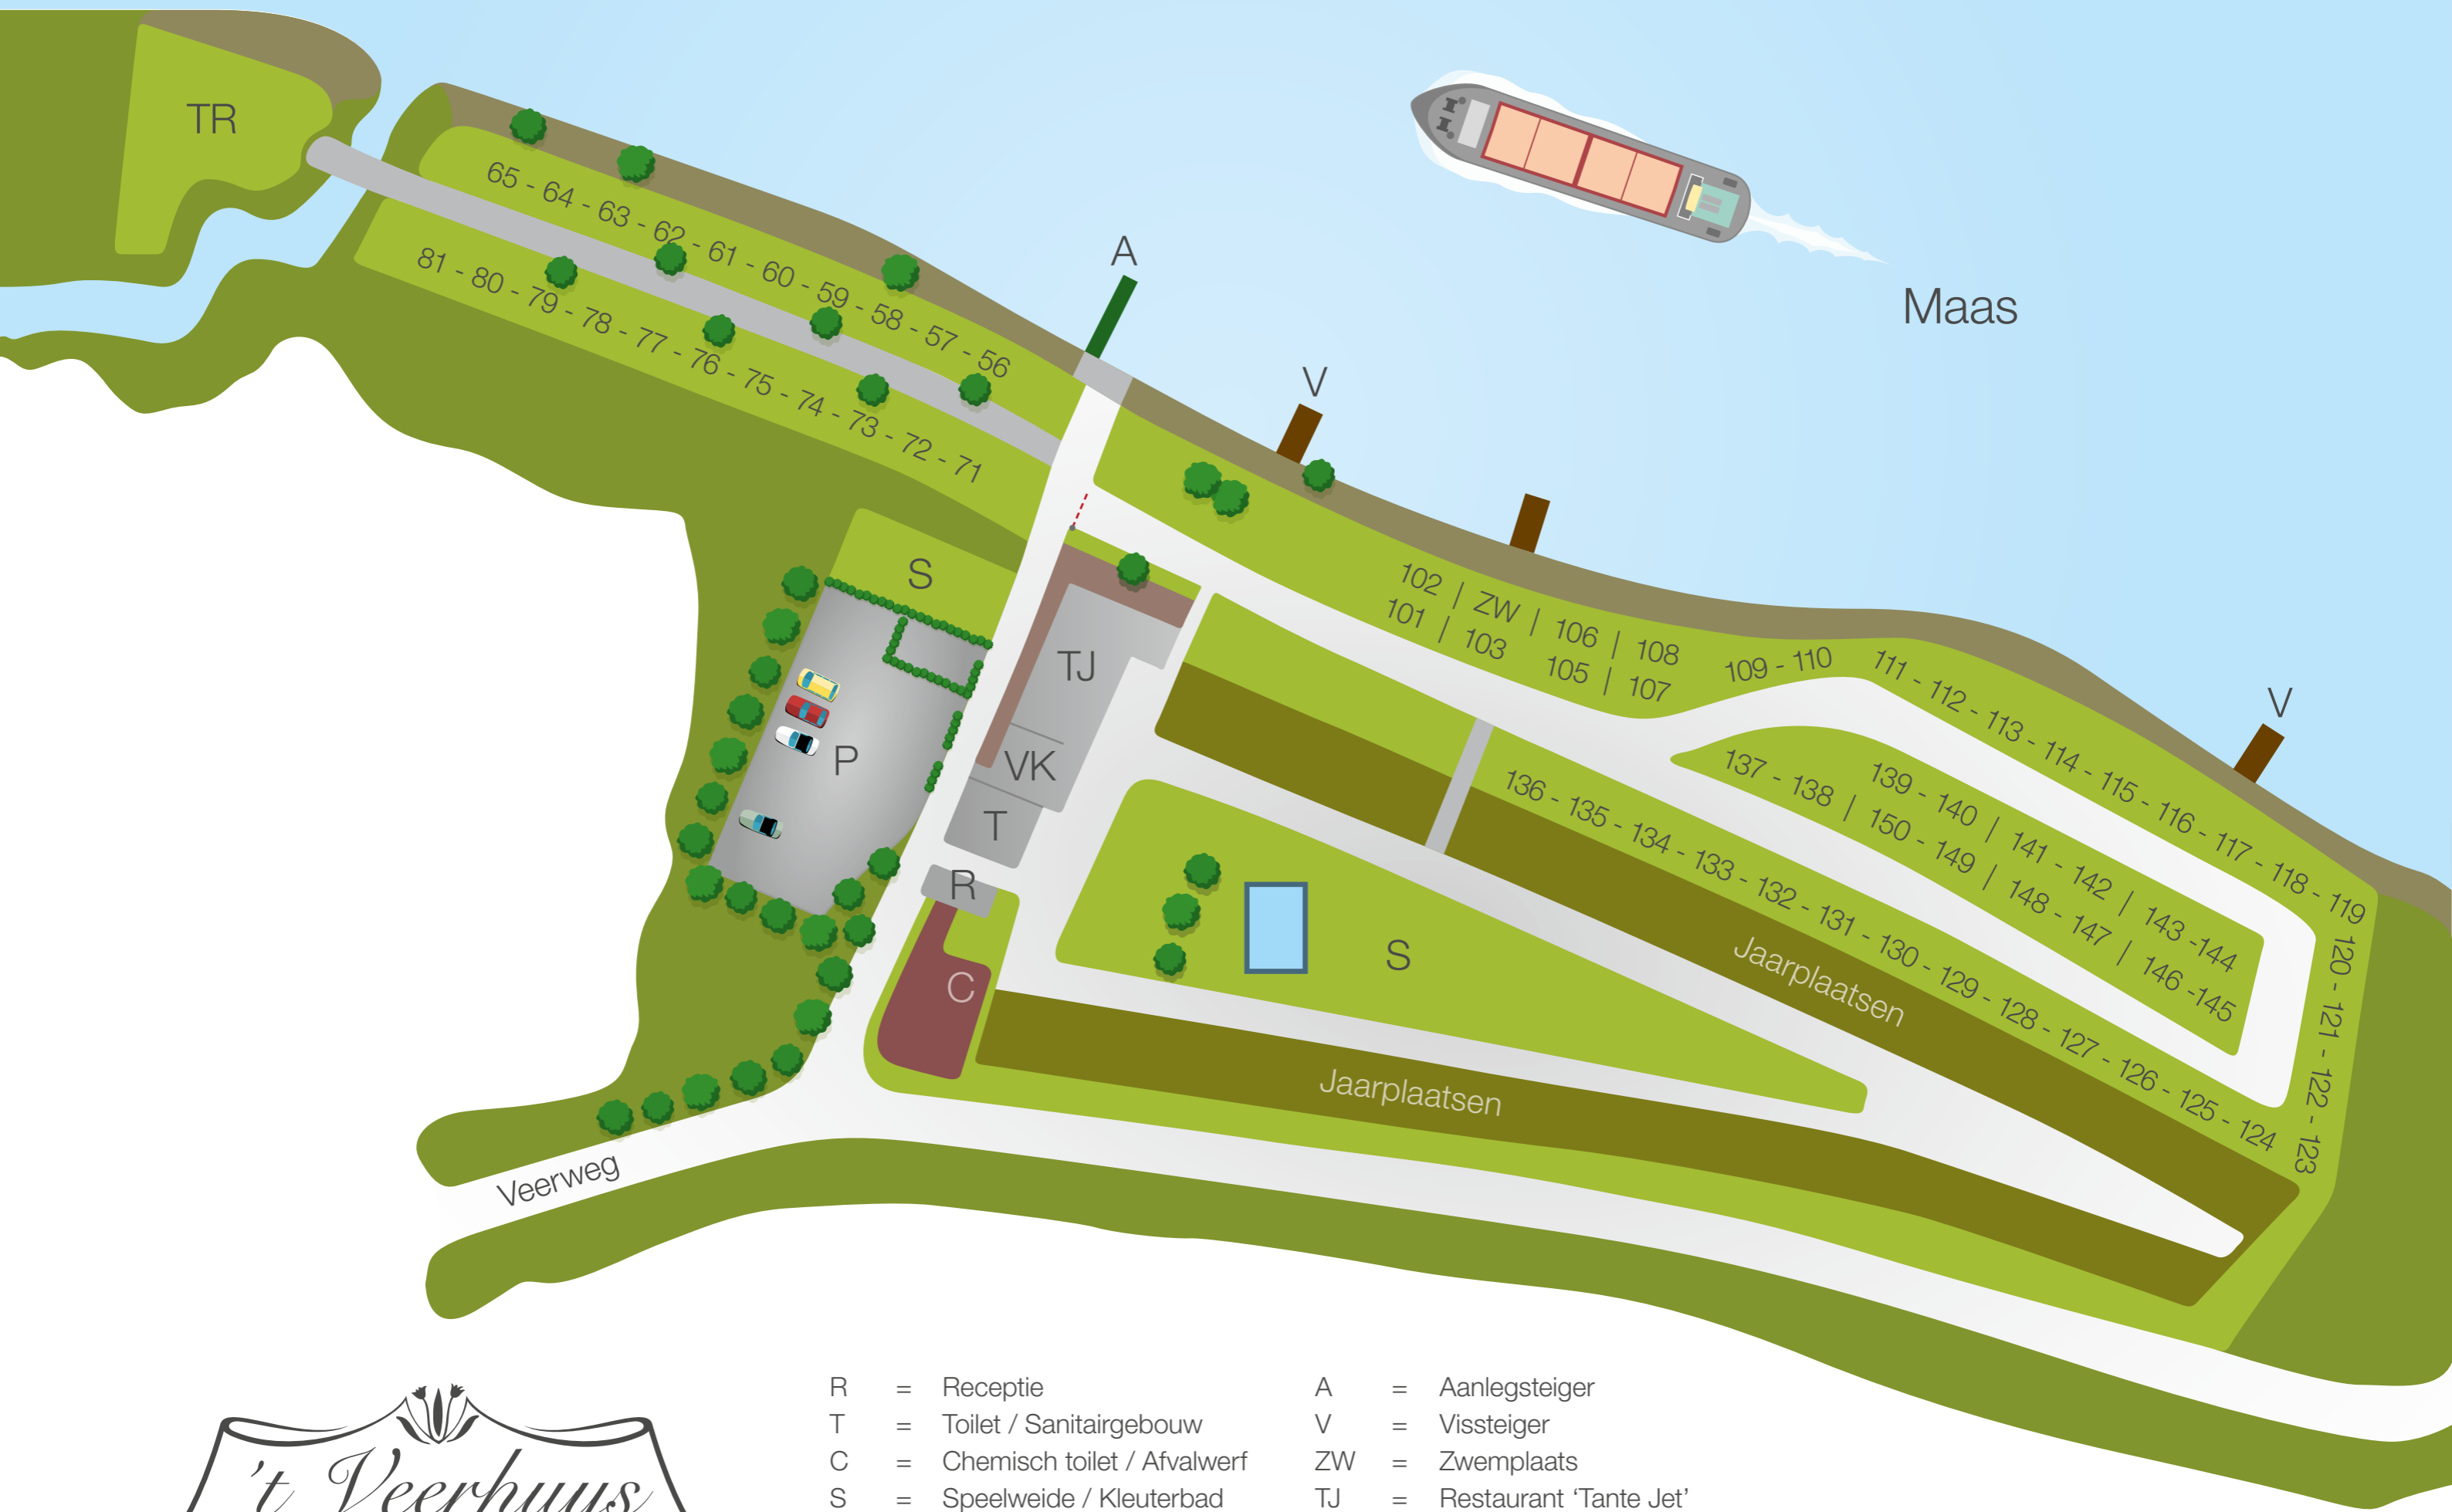 TR
65 - 64 - 63 - 62 - 61 - 60 - 59 - 58 - 57 - 56
81 - 80 - 79 - 78 - 77 - 76 - 75 - 74 - 73 - 72 - 71
A
V
Maas
S
102 | ZW | 106 | 108
101 | 103 105 | 107
109 - 110
111 - 112 - 113 - 114 - 115 - 116 - 117 - 118 - 119
V
TJ
VK
T
P
R
C
137 - 138 | 150 - 149 | 148 - 147 | 146 -145
139 - 140 | 141 - 142 | 143 -144
136 - 135 - 134 - 133 - 132 - 131 - 130 - 129 - 128 - 127 - 126 - 125 - 124
120 - 121 - 122 - 123
S
Jaarplaatsen
Jaarplaatsen
Veerweg
R = Receptie
T = Toilet / Sanitairgebouw
C = Chemisch toilet / Afvalwerf
S = Speelweide / Kleuterbad
A = Aanlegsteiger
V = Vissteiger
ZW = Zwemplaats
TJ = Restaurant ‘Tante Jet’
’t Veerhuys